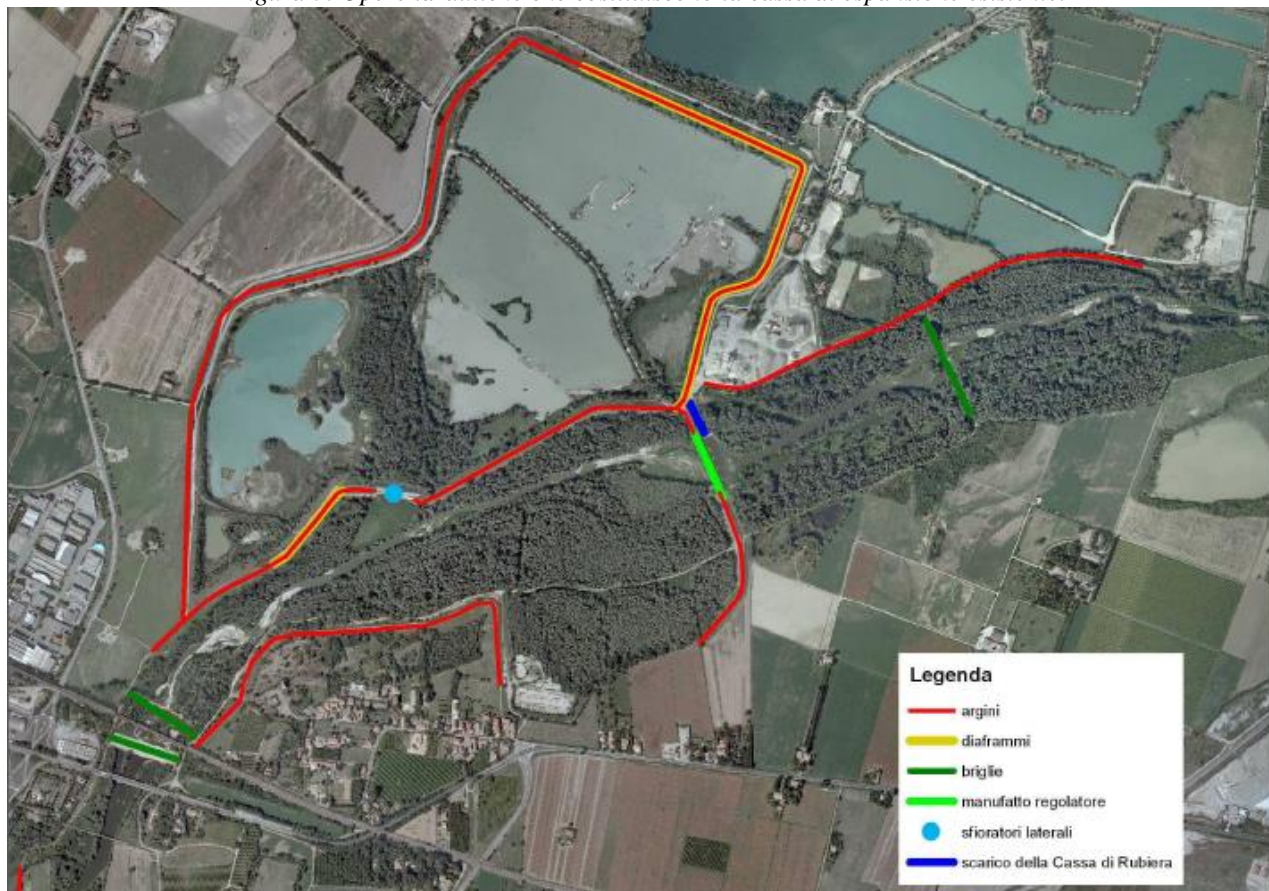 Legenda
argini
diaframmi
briglie
manufatto regolatore
sfioratori laterali
scarico della Cassa di Rubiera